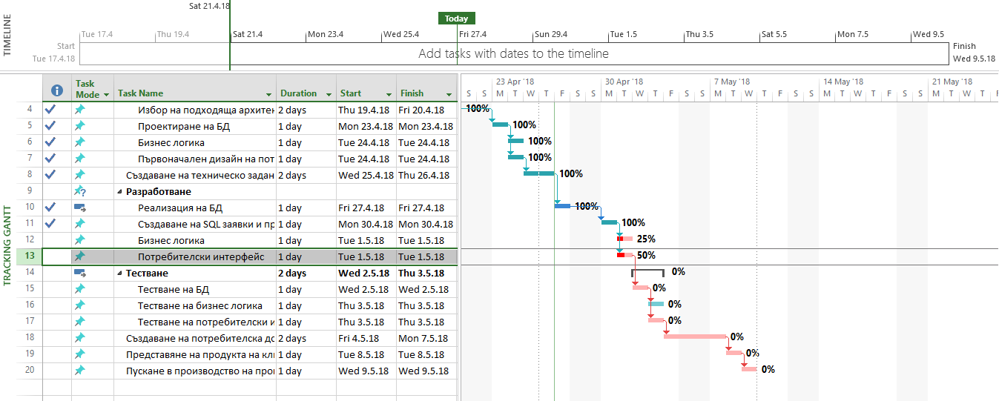 Sat 21.4.18
Today
TIMELINE
Tue 17.4 Thu 19.4 Sat 21.4 Mon 23.4 Wed 25.4 Fri 27.4 Sun 29.4 Tue 1.5 Thu 3.5 Sat 5.5 Mon 7.5 Wed 9.5
Start
Tue 17.4.18
Add tasks with dates to the timeline
Finish
Wed 9.5.18
TRACKING GANTT
Task Mode Task Name Duration Start Finish
23 Apr '18 30 Apr '18 7 May '18 14 May '18 21 May '18
S S M T W T F S S M T W T F S S M T W T F S S M T W T F S S M T W T F
4 Избор на подходяща архитек 2 days Thu 19.4.18 Fri 20.4.18 100%
5 Проектиране на БД 1 day Mon 23.4.18 Mon 23.4.18 100%
6 Бизнес логика 1 day Tue 24.4.18 Tue 24.4.18 100%
7 Първоначален дизайн на пот 1 day Tue 24.4.18 Tue 24.4.18 100%
8 Създаване на техническо задан 2 days Wed 25.4.18 Thu 26.4.18 100%
9 Разработване
10 Реализация на БД 1 day Fri 27.4.18 Fri 27.4.18 100%
11 Създаване на SQL заявки и пр 1 day Mon 30.4.18 Mon 30.4.18 100%
12 Бизнес логика 1 day Tue 1.5.18 Tue 1.5.18 25%
13 Потребителски интерфейс 1 day Tue 1.5.18 Tue 1.5.18 50%
14 Тестване 2 days Wed 2.5.18 Thu 3.5.18 0%
15 Тестване на БД 1 day Wed 2.5.18 Wed 2.5.18 0%
16 Тестване на бизнес логика 1 day Thu 3.5.18 Thu 3.5.18 0%
17 Тестване на потребителски и 1 day Thu 3.5.18 Thu 3.5.18 0%
18 Създаване на потребителска до 2 days Fri 4.5.18 Mon 7.5.18 0%
19 Представяне на продукта на кли 1 day Tue 8.5.18 Tue 8.5.18 0%
20 Пускане в производство на про 1 day Wed 9.5.18 Wed 9.5.18 0%